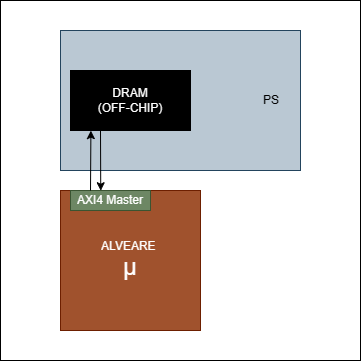 DRAM
(OFF-CHIP)
PS
AXI4 Master
ALVEARE
μ